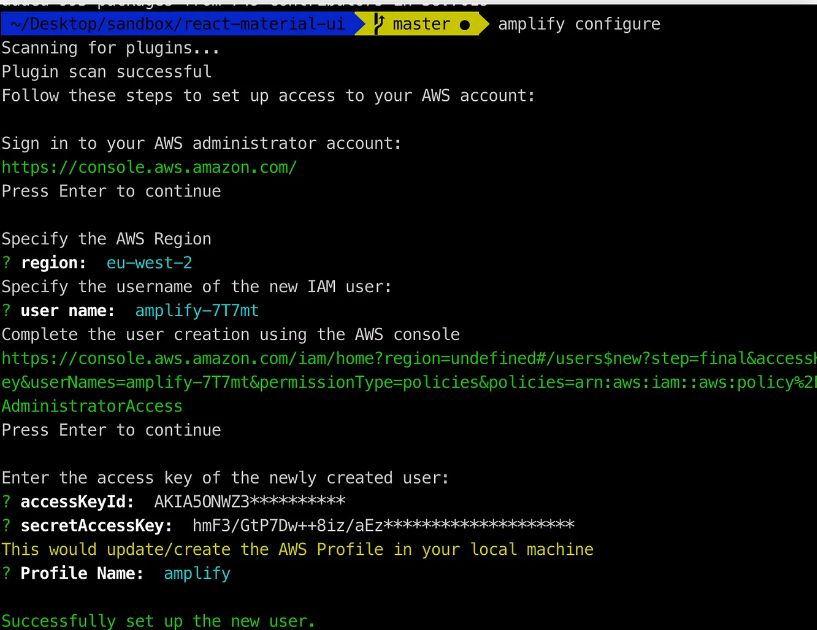 ~/Desktop/sandbox/react-material-ui master ● amplify configure
Scanning for plugins...
Plugin scan successful
Follow these steps to set up access to your AWS account:
Sign in to your AWS administrator account:
https://console.aws.amazon.com/
Press Enter to continue
Specify the AWS Region
? region: eu-west-2
Specify the username of the new IAM user:
? user name: amplify-7T7mt
Complete the user creation using the AWS console
https://console.aws.amazon.com/iam/home?region=undefined#/users$new?step=final&access
ey&userNames=amplify-7T7mt&permissionType=policies&policies=arn:aws:iam::aws:policy%2
AdministratorAccess
Press Enter to continue
Enter the access key of the newly created user:
? accessKeyId: AKIA5ONWZ3**********
? secretAccessKey: hmF3/GtP7Dw++8iz/aEz********************
This would update/create the AWS Profile in your local machine
? Profile Name: amplify
Successfully set up the new user.